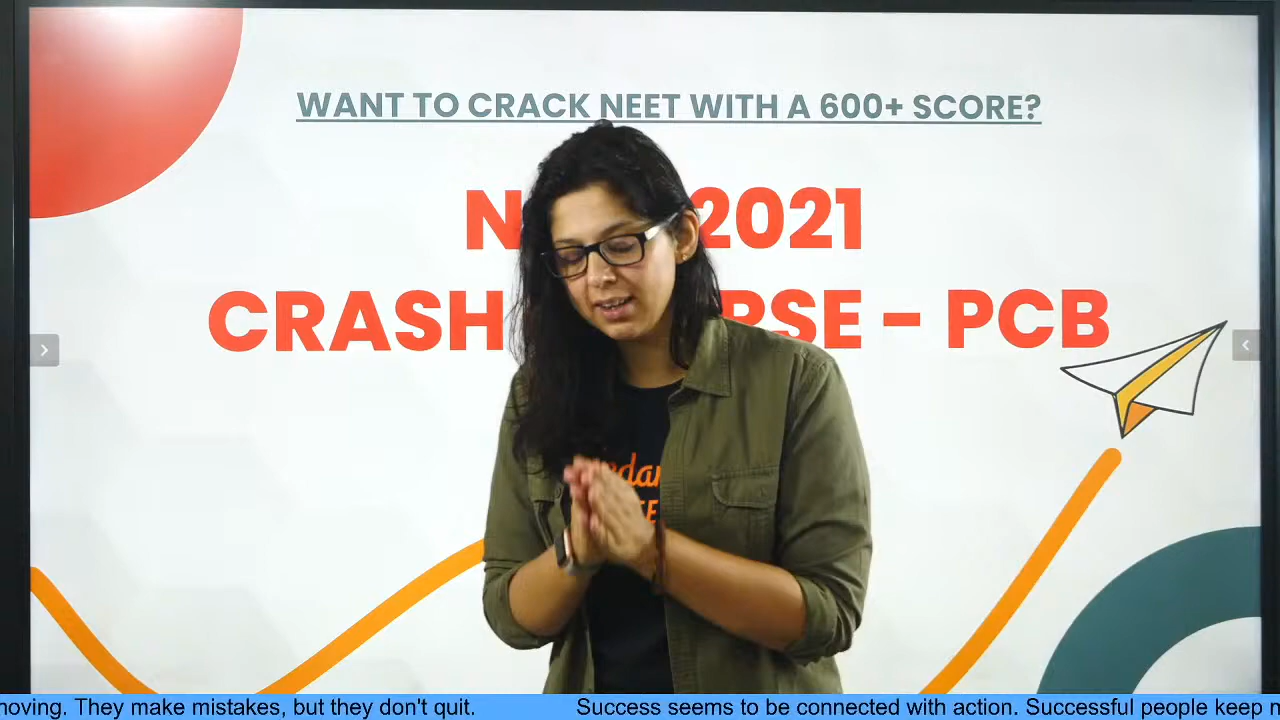 WANT TO CRACK NEET WITH A 600+ SCORE?
N 2021
CRASH RSE - PCB
moving. They make mistakes, but they don't quit. Success seems to be connected with action. Successful people keep